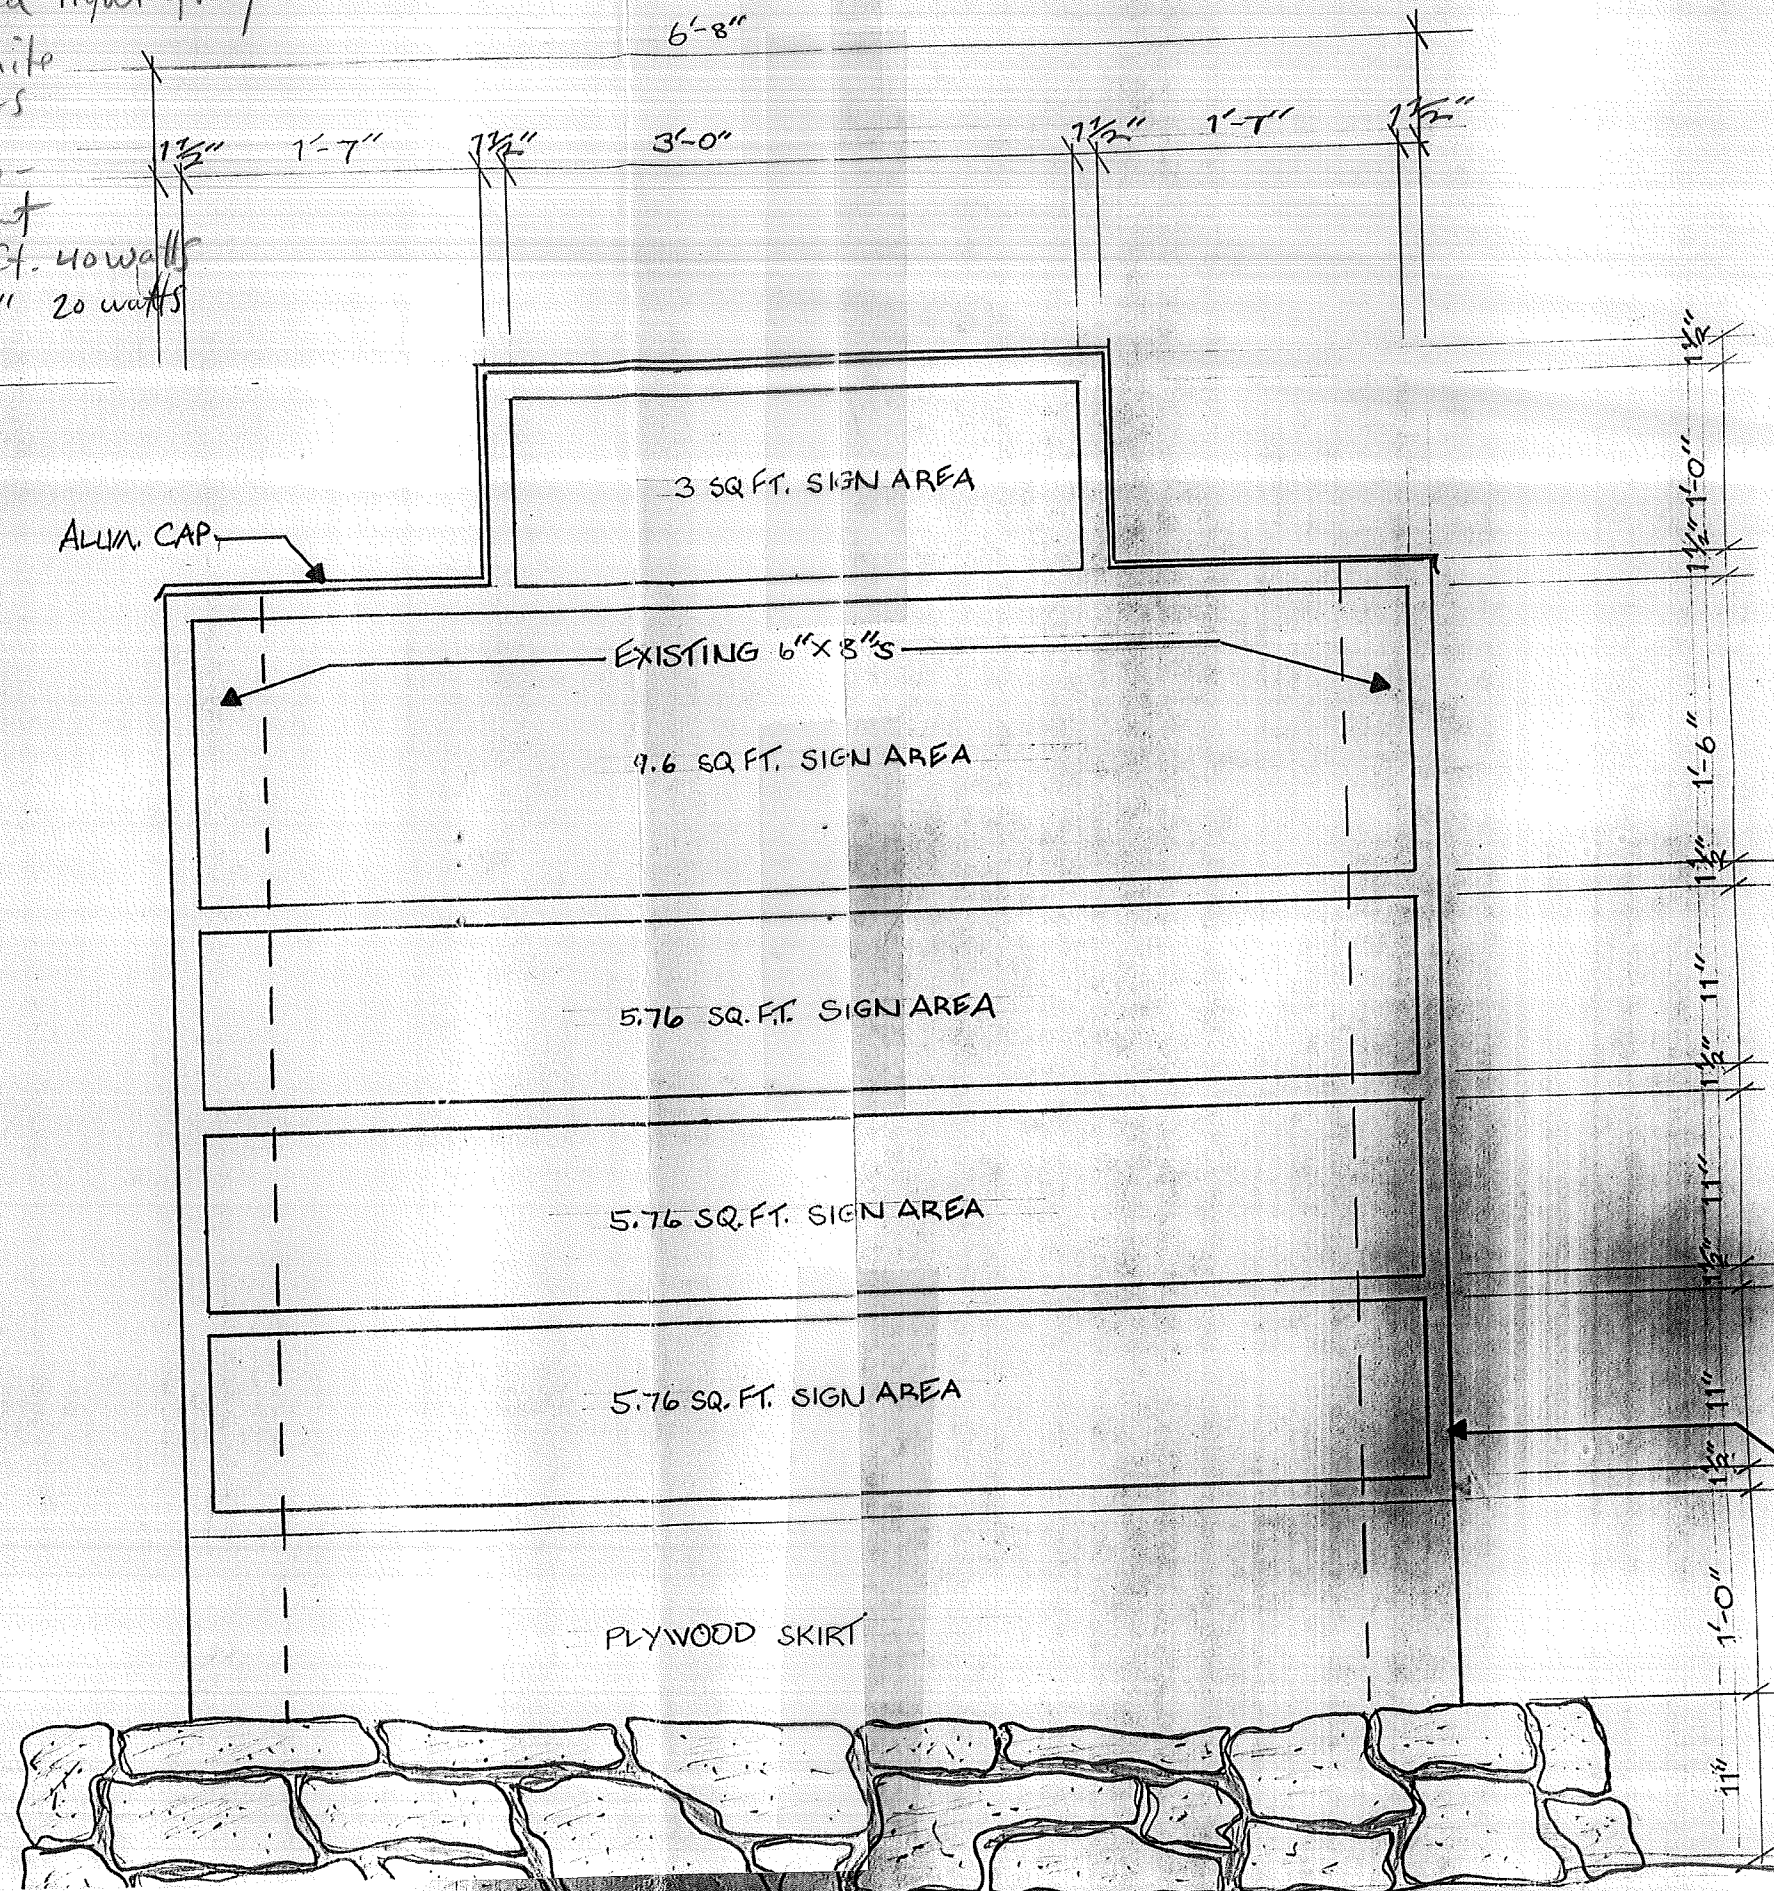 6'-8"
1½" 1'-7" 1½" 3'-0" 1½" 1'-7" 1½"
40 watts
20 watts
3 SQ FT. SIGN AREA
ALUM. CAP
EXISTING 6"X 8"S
9.6 SQ FT. SIGN AREA
5.76 SQ. FT. SIGN AREA
5.76 SQ. FT. SIGN AREA
5.76 SQ. FT. SIGN AREA
PLYWOOD SKIRT
1½"
1'-0"
1½"
1'-6"
1½"
11"
1½"
11"
1½"
11"
1½"
1'-0"
11"